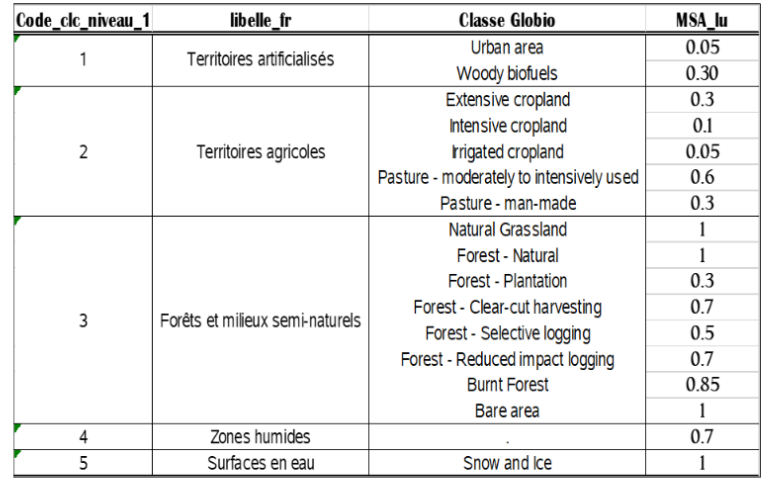 Code_clc_niveau_1 libelle_fr Classe Globio MSA_lu
1 Territoires artificialisés Urban area 0.05
Woody biofuels 0.30
2 Territoires agricoles Extensive cropland 0.3
Intensive cropland 0.1
Irrigated cropland 0.05
Pasture - moderately to intensively used 0.6
Pasture - man-made 0.3
3 Forêts et milieux semi-naturels Natural Grassland 1
Forest - Natural 1
Forest - Plantation 0.3
Forest - Clear-cut harvesting 0.7
Forest - Selective logging 0.5
Forest - Reduced impact logging 0.7
Burnt Forest 0.85
Bare area 1
4 Zones humides . 0.7
5 Surfaces en eau Snow and Ice 1